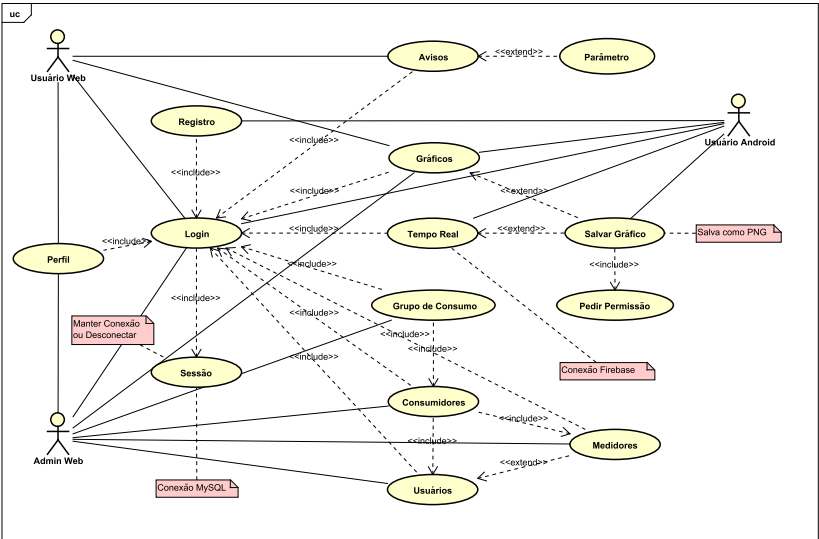 uc
Avisos
<<extend>>
Parâmetro
Usuário Web
Registro
<<include>>
Usuário Android
Gráficos
<<include>>
<<include>>
<<extend>>
Login
<<include>>
Tempo Real
<<extend>>
Salvar Gráfico
Salva como PNG
<<include>>
Perfil
<<include>>
<<include>>
Grupo de Consumo
Pedir Permissão
<<include>>
Manter Conexão
ou Desconectar
<<include>>
<<include>>
<<include>>
Sessão
Conexão Firebase
Consumidores
<<include>>
Admin Web
<<include>>
Medidores
<<extend>>
Conexão MySQL
Usuários